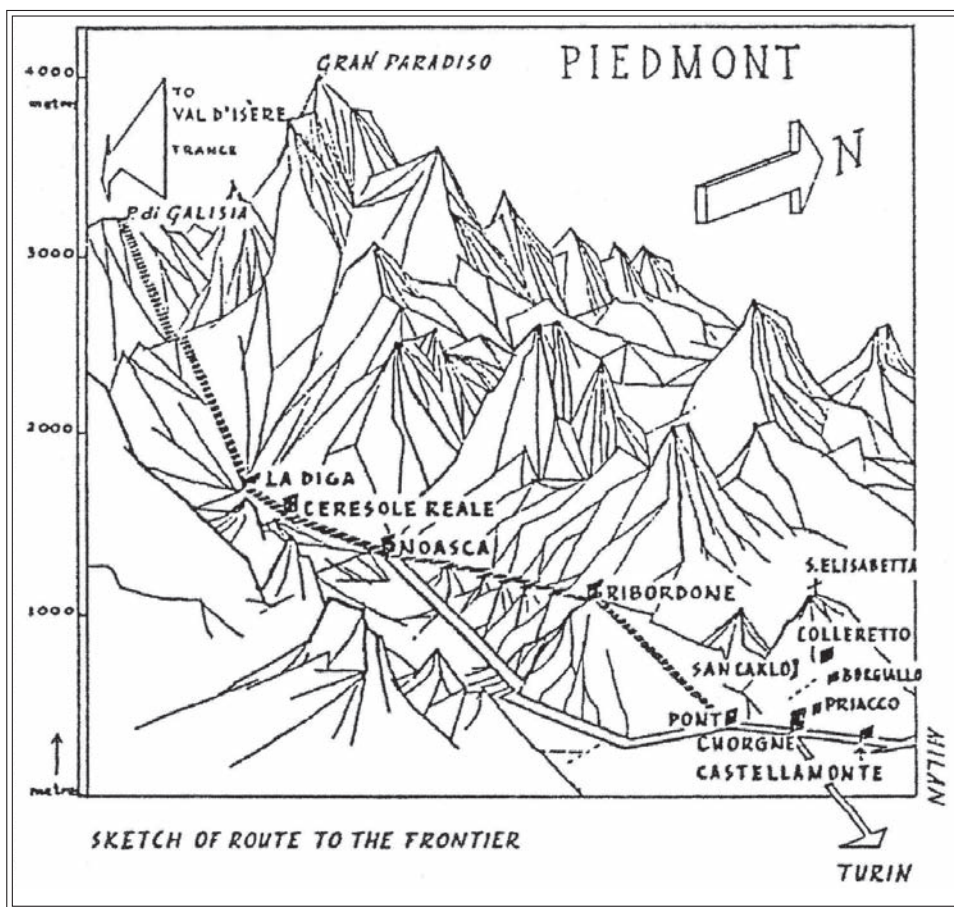 PIEDMONT
GRAN PARADISO
4000
metres
TO
VAL D'ISÈRE
FRANCE
N
P. di GALISIA
3000
2000
LA DIGA
CERESOLE REALE
NOASCA
S. ELISABETTA
RIBORDONE
1000
COLLERETTO
SAN CARLO
BORGIALLO
PRIACCO
PONT
CUORGNE
CASTELLAMONTE
MILAN
metres
SKETCH OF ROUTE TO THE FRONTIER
TURIN